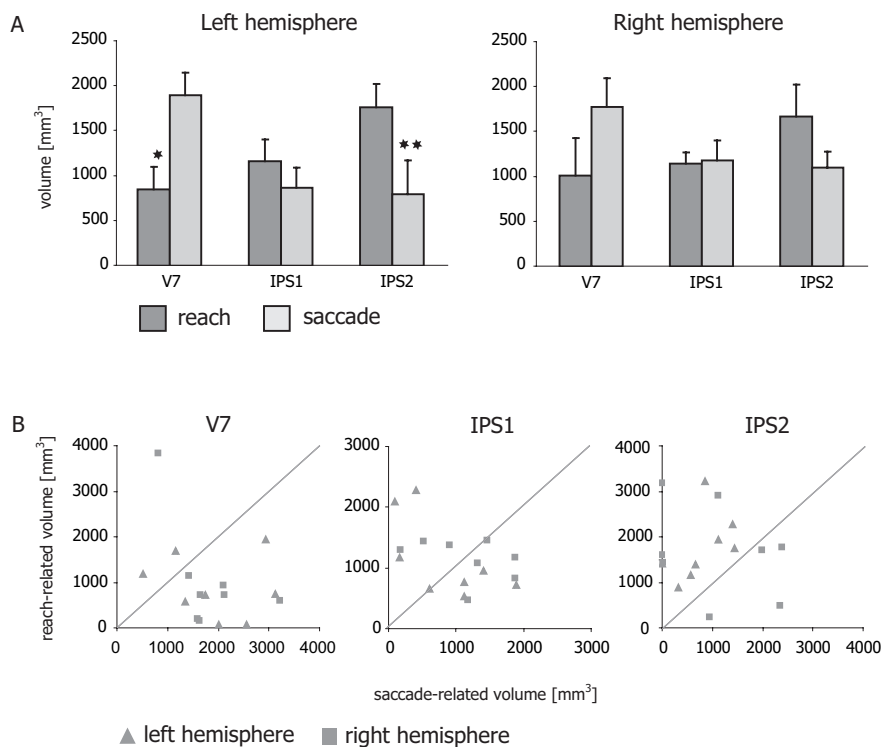 A
Left hemisphere
Right hemisphere
volume [mm³]
2500
2000
1500
1000
500
0
V7 IPS1 IPS2
2500
2000
1500
1000
500
0
V7 IPS1 IPS2
reach saccade
B
V7
IPS1
IPS2
reach-related volume [mm³]
4000
3000
2000
1000
0
0 1000 2000 3000 4000
3000
2000
1000
0
0 1000 2000 3000
4000
3000
2000
1000
0
0 1000 2000 3000 4000
saccade-related volume [mm³]
left hemisphere right hemisphere